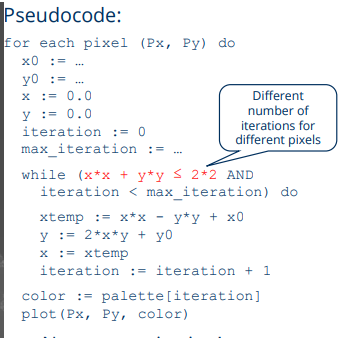 Pseudocode:
for each pixel (Px, Py) do
x0 := …
y0 := …
x := 0.0
y := 0.0
iteration := 0
max_iteration := …
Different
number of
iterations for
different pixels
while (x*x + y*y ≤ 2*2 AND
iteration < max_iteration) do
xtemp := x*x - y*y + x0
y := 2*x*y + y0
x := xtemp
iteration := iteration + 1
color := palette[iteration]
plot(Px, Py, color)